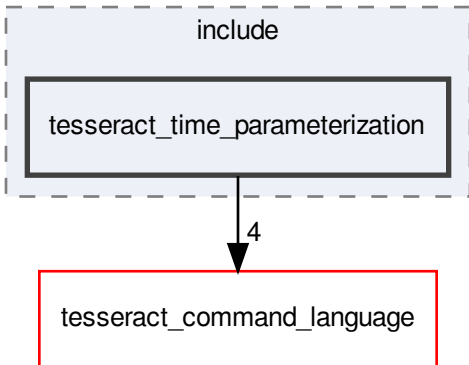 include
tesseract_time_parameterization
4
tesseract_command_language